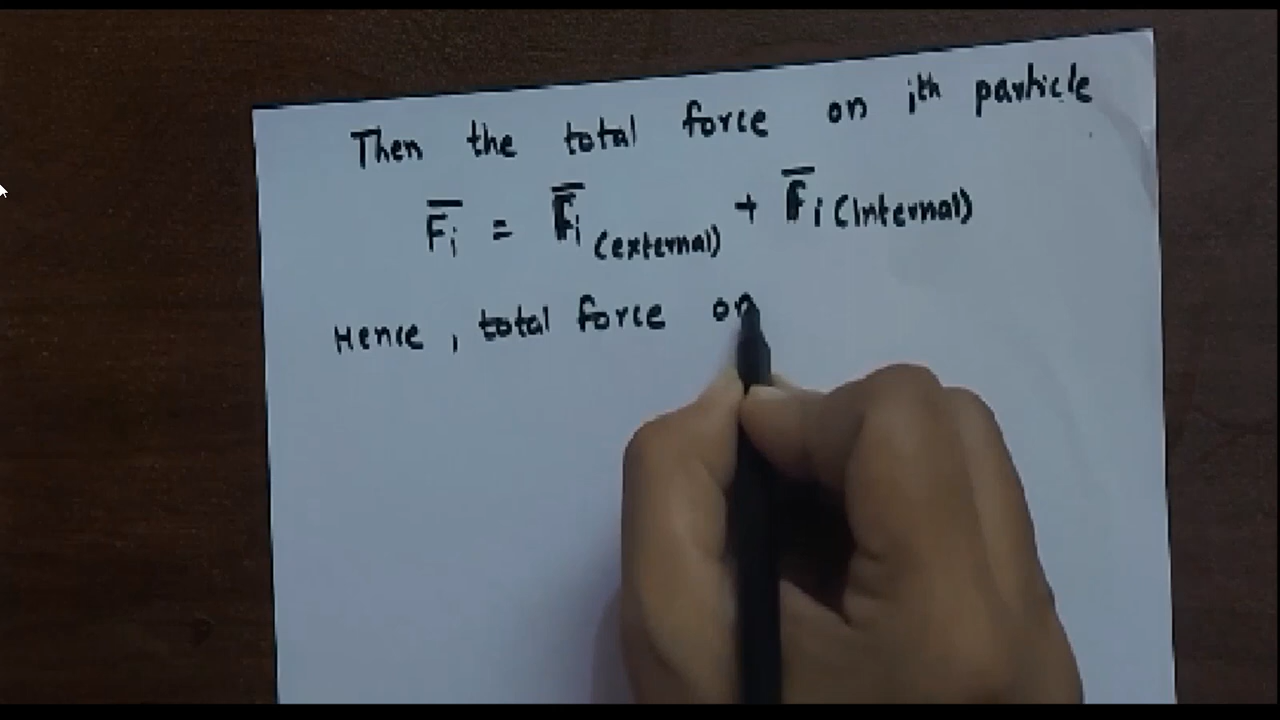 Then the total force on ith particle
F̅i = F̅i (external) + F̅i (Internal)
Hence, total force on